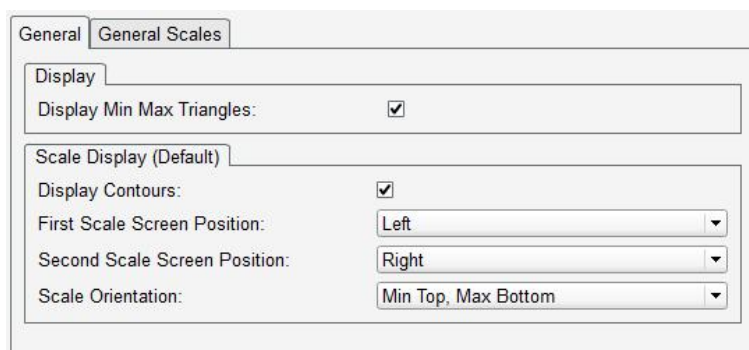 General General Scales
Display
Display Min Max Triangles:
Scale Display (Default)
Display Contours:
First Scale Screen Position: Left
Second Scale Screen Position: Right
Scale Orientation: Min Top, Max Bottom